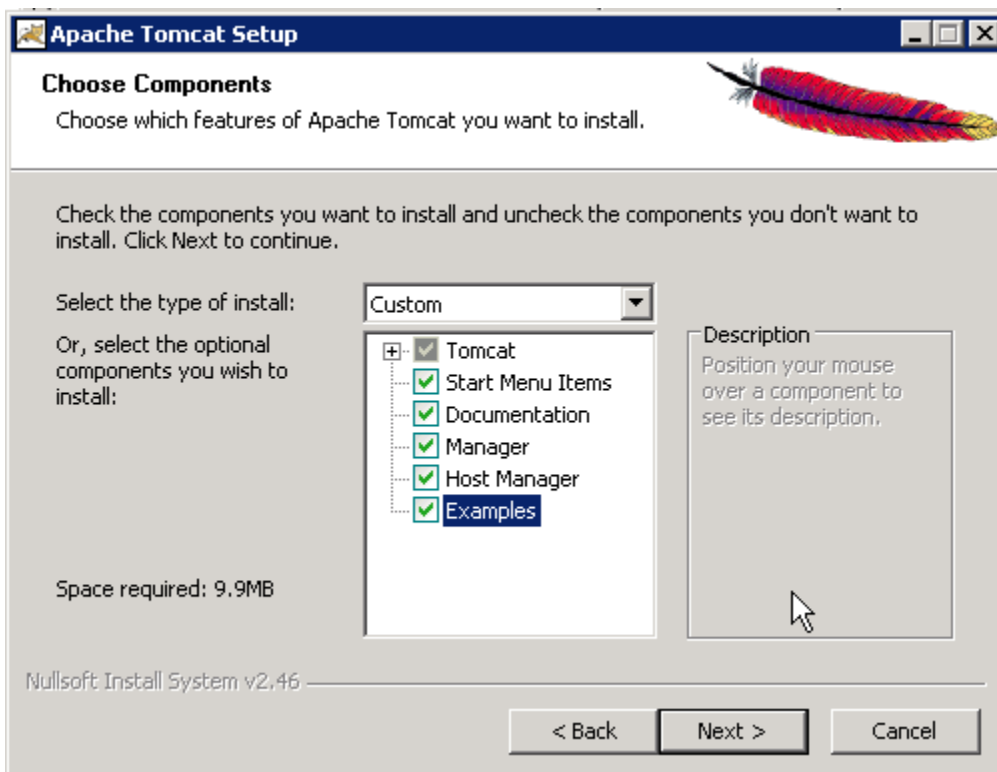 Apache Tomcat Setup
Choose Components
Choose which features of Apache Tomcat you want to install.
Check the components you want to install and uncheck the components you don't want to
install. Click Next to continue.
Select the type of install:
Custom
Or, select the optional
components you wish to
install:
Tomcat
Start Menu Items
Documentation
Manager
Host Manager
Examples
Description
Position your mouse
over a component to
see its description.
Space required: 9.9MB
Nullsoft Install System v2.46
< Back
Next >
Cancel